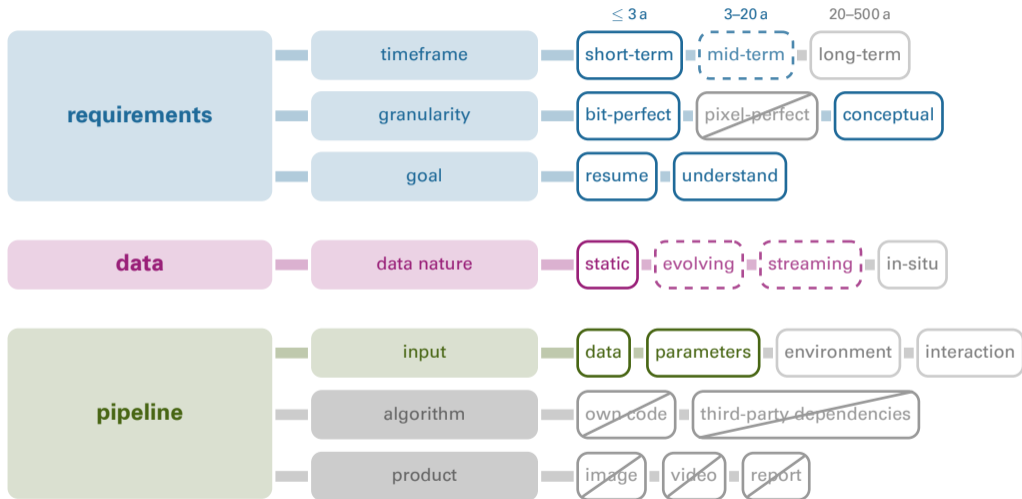 ≤ 3 a 3–20 a 20–500 a
timeframe short-term mid-term long-term
requirements granularity bit-perfect pixel-perfect conceptual
goal resume understand
data data nature static evolving streaming in-situ
input data parameters environment interaction
pipeline algorithm own code third-party dependencies
product image video report